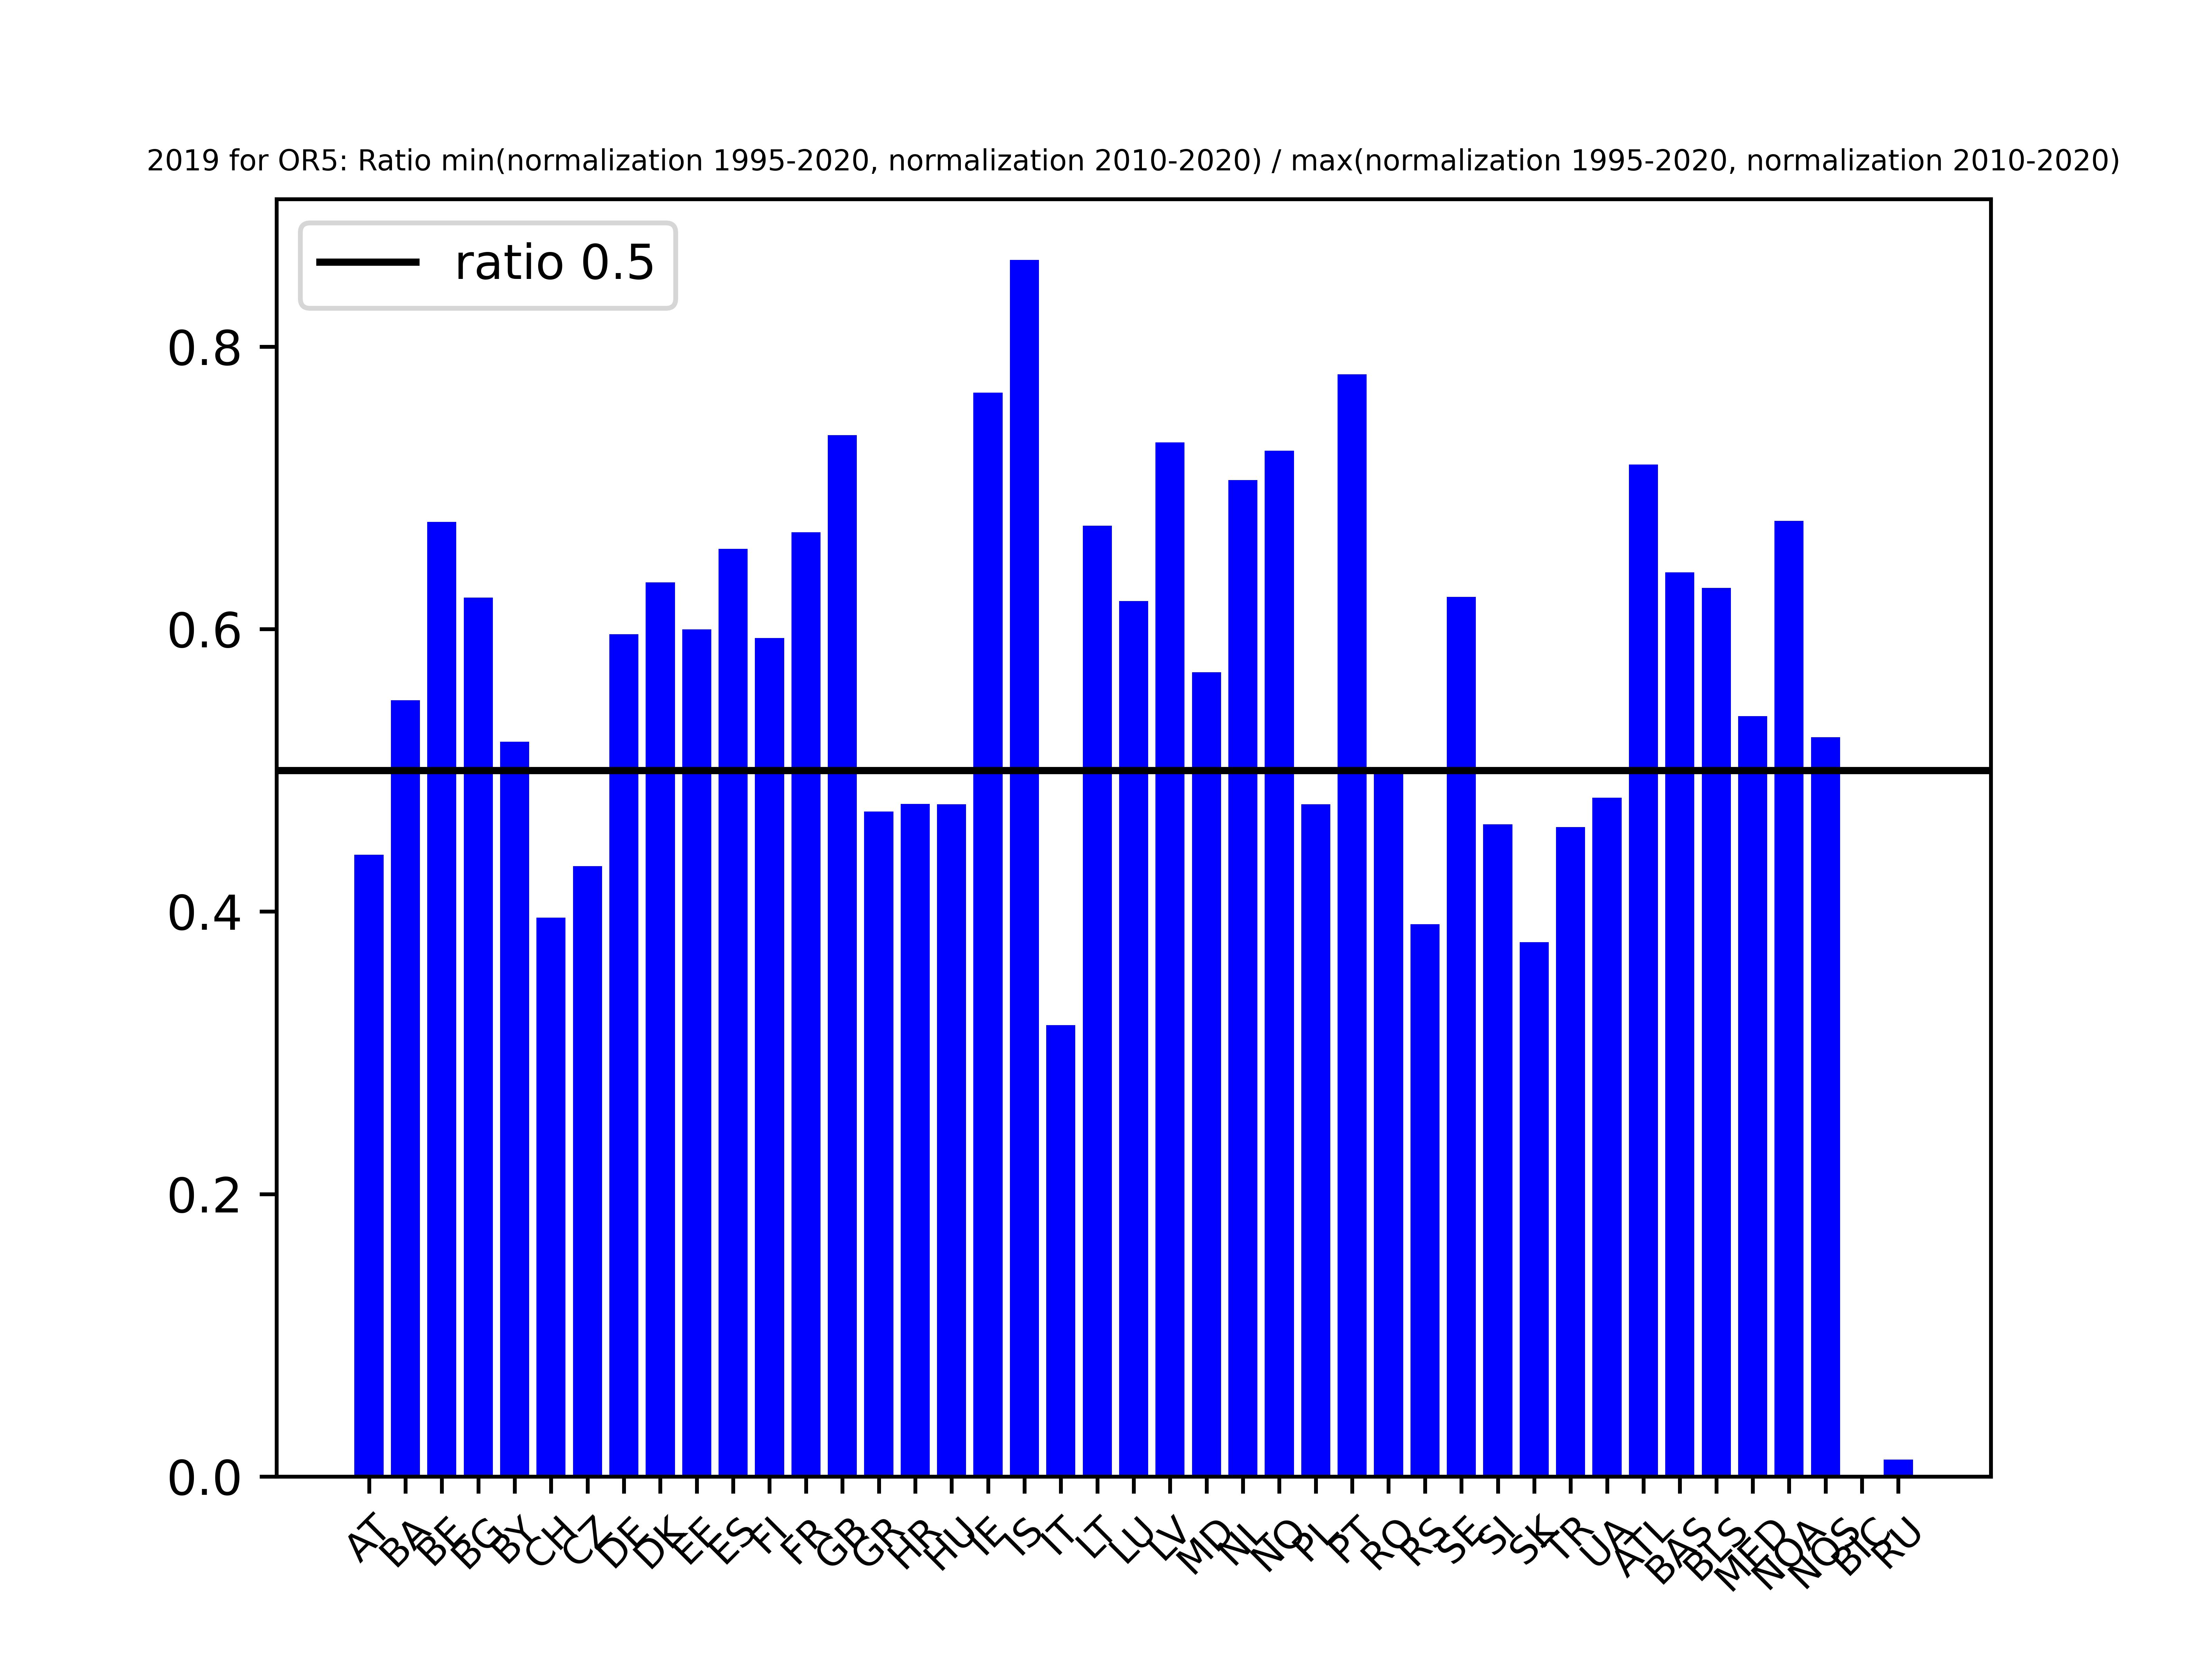 2019 for OR5: Ratio min(normalization 1995-2020, normalization 2010-2020) / max(normalization 1995-2020, normalization 2010-2020)
ratio 0.5
0.8
0.6
0.4
0.2
0.0
AT BA BE BG BY CH CZ DE DK EE ES FI FR GB GR HR HU IE IS IT LT LU LV MD NL NO PL PT RO RS SE SI SK TR UA ATL BAS BLS MED NOA NOS BIC RU